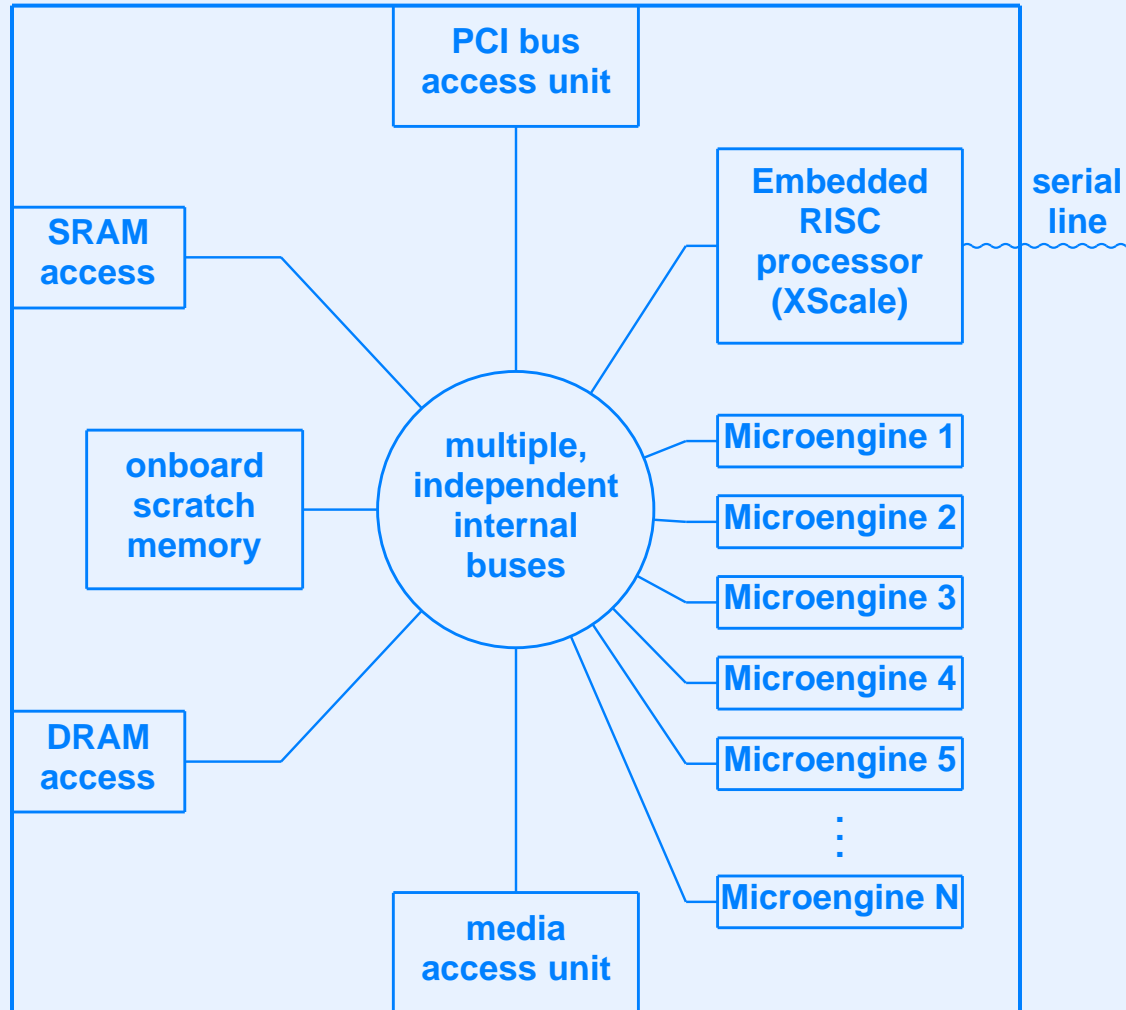 PCI bus
access unit
Embedded
RISC
processor
(XScale)
serial
line
SRAM
access
onboard
scratch
memory
multiple,
independent
internal
buses
Microengine 1
Microengine 2
Microengine 3
Microengine 4
Microengine 5
Microengine N
DRAM
access
media
access unit